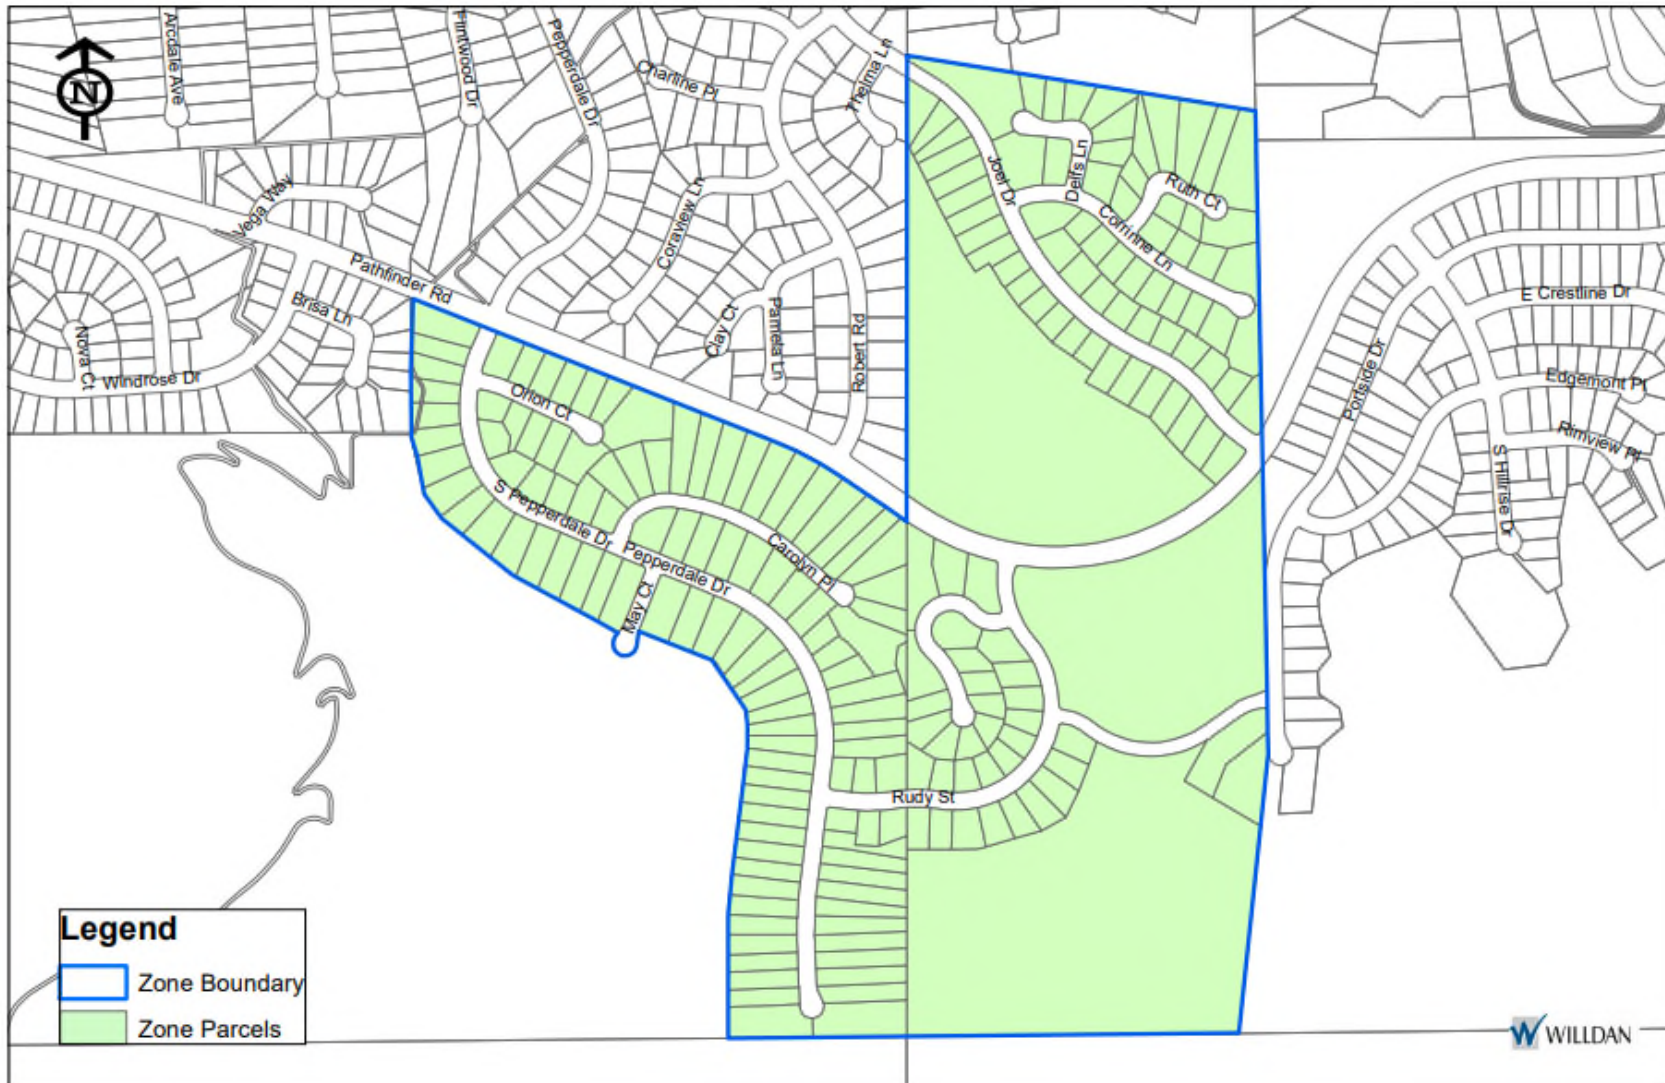 Arcdale Ave
Flintwood Dr
Pepperdale Dr
Charline Pl
Thelma Ln
N
Joel Dr
Delfs Ln
Ruth Ct
Vega Way
Coraview Ln
Corrinne Ln
Pathfinder Rd
Brisa Ln
E Crestline Dr
Nova Ct
Windrose Dr
Clay Ct
Pamela Ln
Robert Rd
Portside Dr
Edgemont Pl
Orion Ct
Rimview Pl
S Hillrise Dr
S Pepperdale Dr
Pepperdale Dr
Carolyn Pl
May Ct
Rudy St
Legend
Zone Boundary
Zone Parcels
W WILLDAN